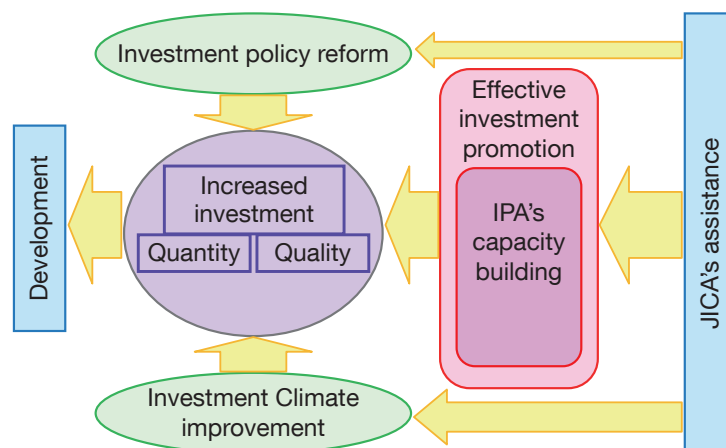 Investment policy reform
Effective
investment
promotion
IPA's
capacity
building
Increased
investment
Quantity
Quality
Development
JICA's assistance
Investment Climate
improvement